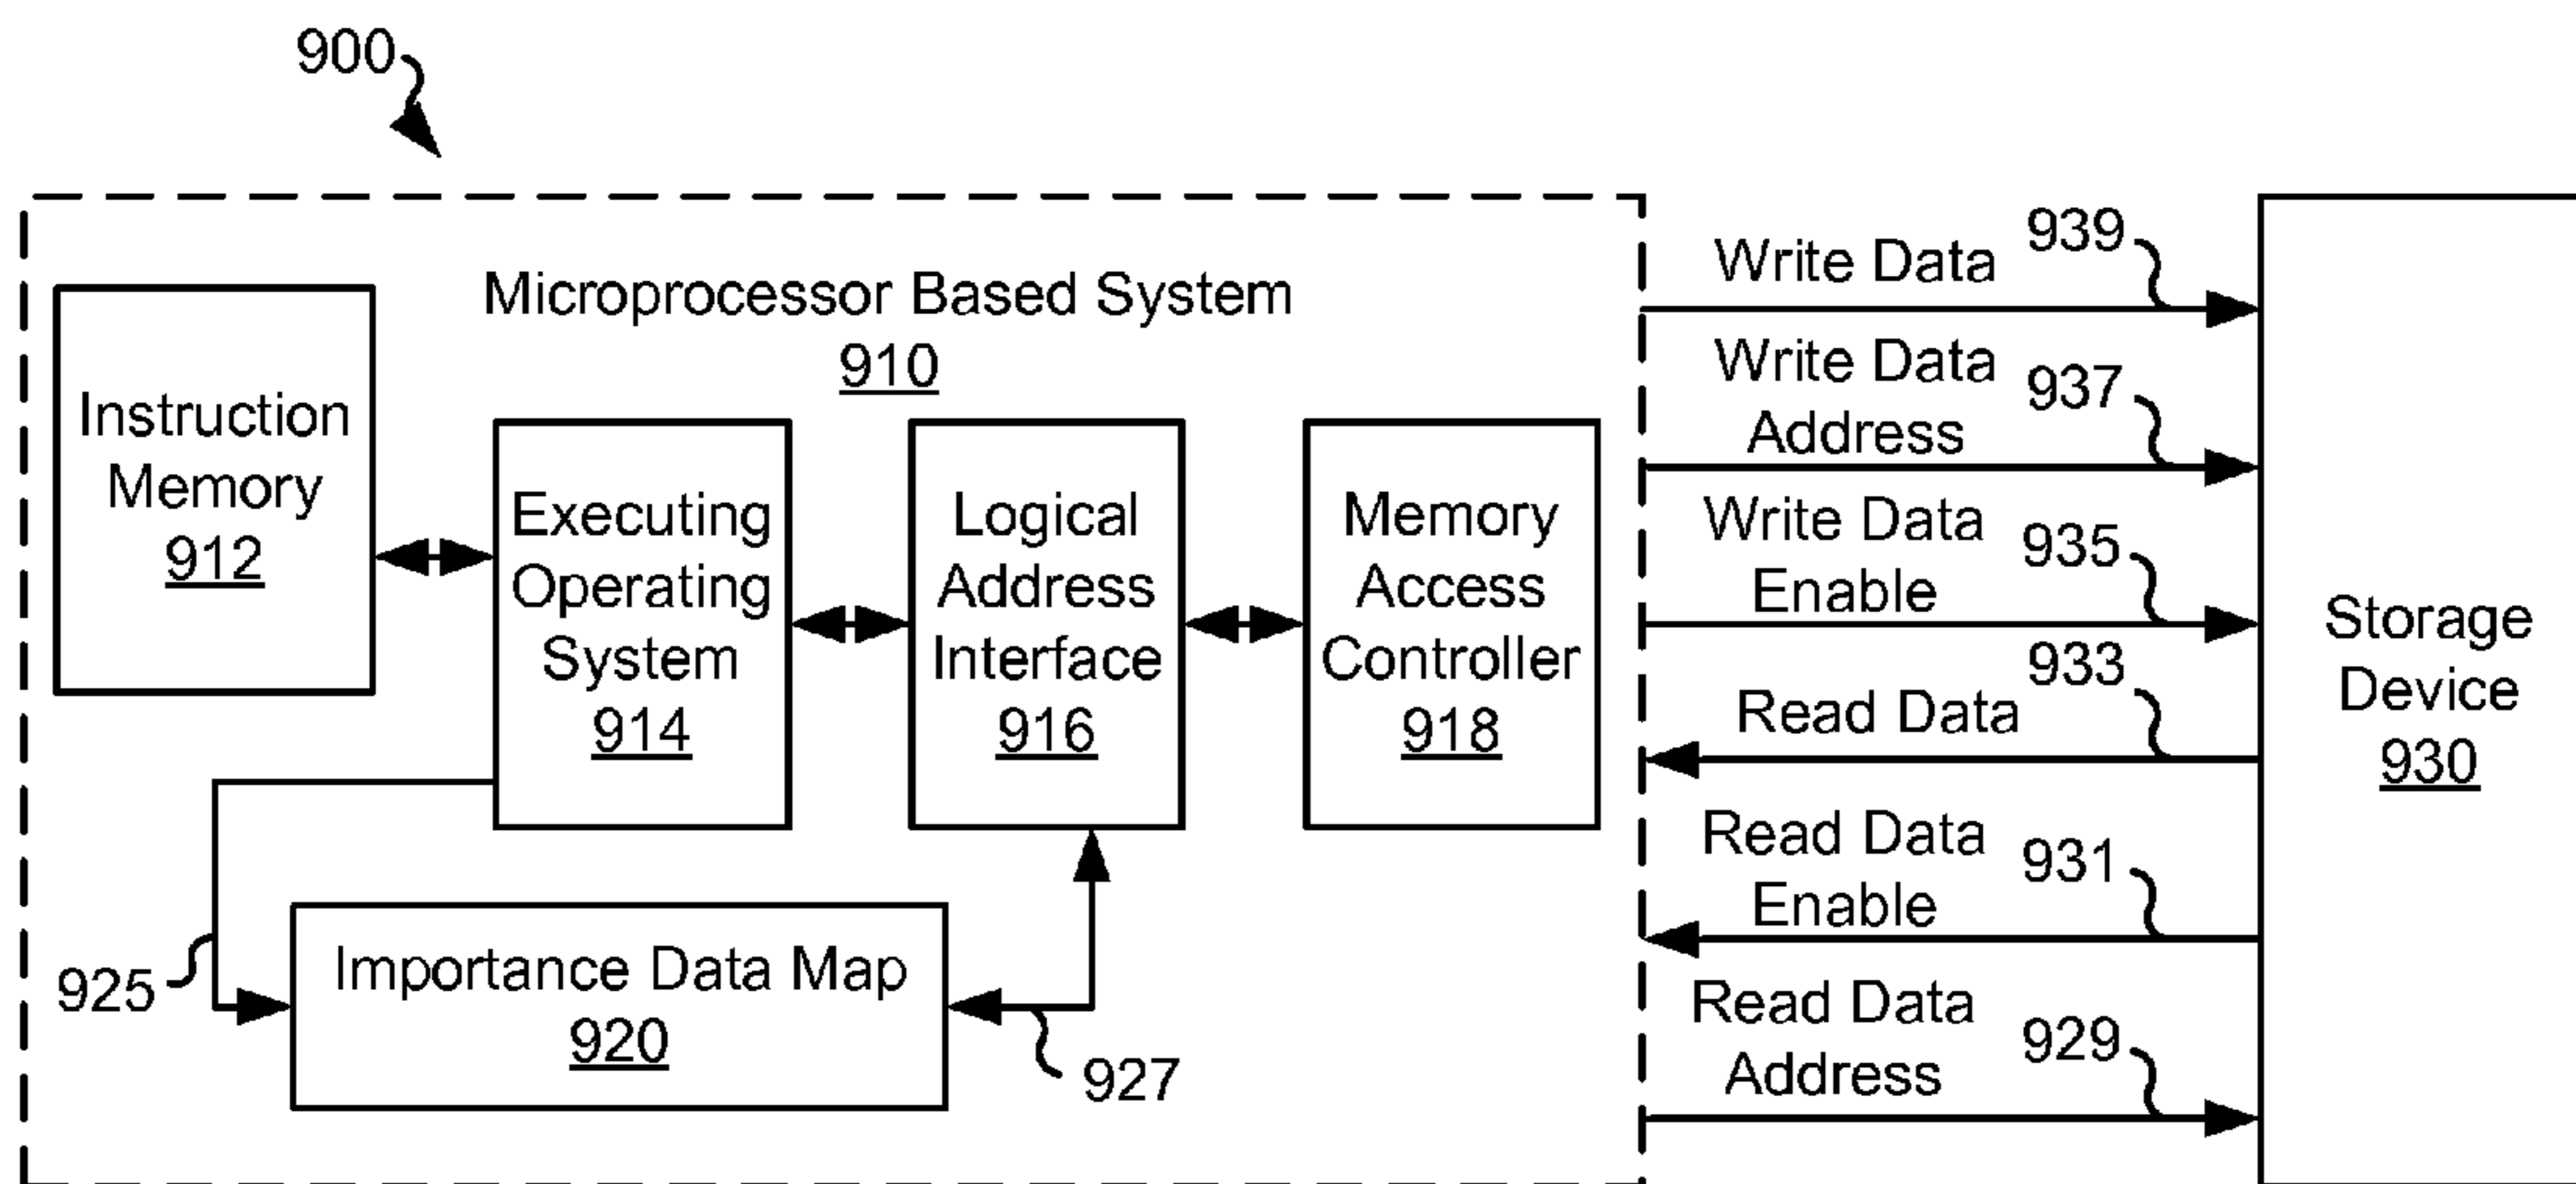 900
Microprocessor Based System
910
Instruction
Memory
912
Executing
Operating
System
914
Logical
Address
Interface
916
Memory
Access
Controller
918
925
Importance Data Map
920
927
Write Data
939
Write Data
Address
937
Write Data
Enable
935
Read Data
933
Read Data
Enable
931
Read Data
Address
929
Storage
Device
930